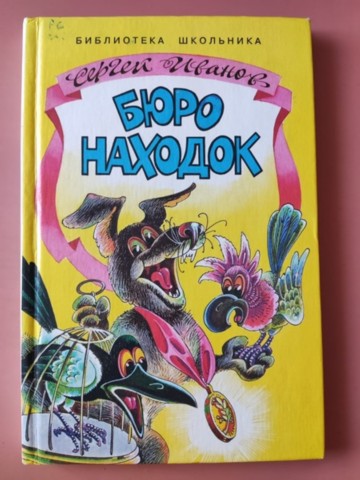 БИБЛИОТЕКА ШКОЛЬНИКА
Сергей Иванов
БЮРО
НАХОДОК